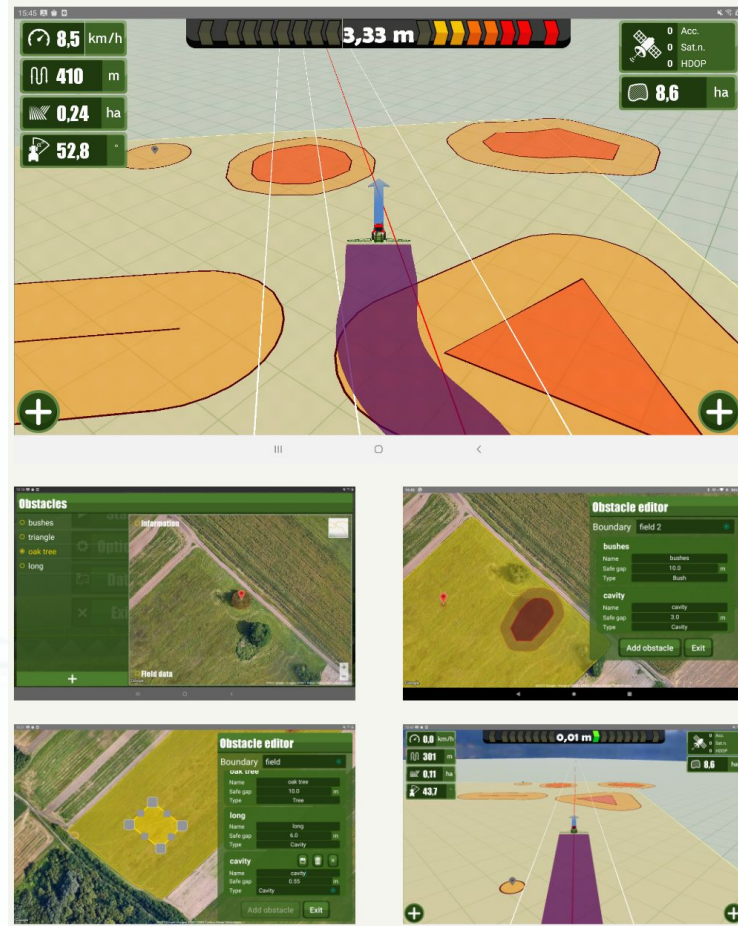 15:45
8,5 km/h
410 m
0,24 ha
52,8 °
3,33 m
0 Acc.
0 Sat.n.
0 HDOP
8,6 ha
Obstacles
bushes
triangle
oak tree
long
Information
Field data
Obstacle editor
Boundary field 2
bushes
Name bushes
Safe gap 10.0 m
Type Bush
cavity
Name cavity
Safe gap 3.0 m
Type Cavity
Add obstacle Exit
Obstacle editor
Boundary field
oak tree
Name oak tree
Safe gap 10.0 m
Type Tree
long
Name long
Safe gap 6.0 m
Type Cavity
cavity
Name cavity
Safe gap 0.55 m
Type Cavity
Add obstacle Exit
0,0 km/h
301 m
0,11 ha
43,7 °
0,01 m
Acc.
Sat.n.
HDOP
8,6 ha